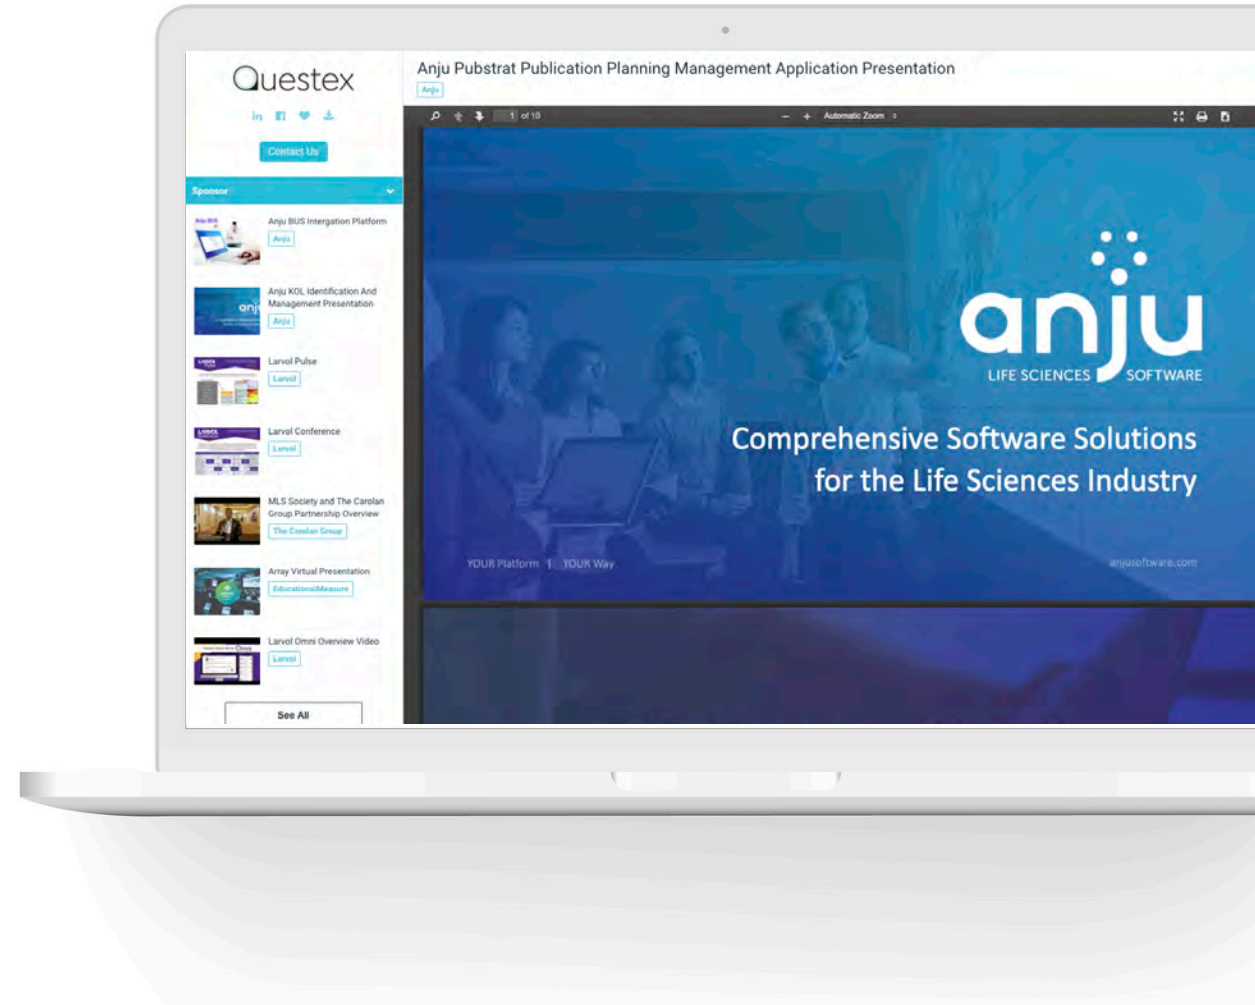 Questex
Contact Us
Sponsor
Anju BUS Intergation Platform
Anju
Anju KOL Identification And
Management Presentation
Anju
Larvol Pulse
Larvol
Larvol Conference
Larvol
MLS Society and The Carolan
Group Partnership Overview
The Carolan Group
Array Virtual Presentation
EducationalMeasure
Larvol Omni Overview Video
Larvol
See All
Anju Pubstrat Publication Planning Management Application Presentation
Anju
1 of 10
Automatic Zoom
anju
LIFE SCIENCES SOFTWARE
Comprehensive Software Solutions
for the Life Sciences Industry
YOUR Platform | YOUR Way
anjusoftware.com